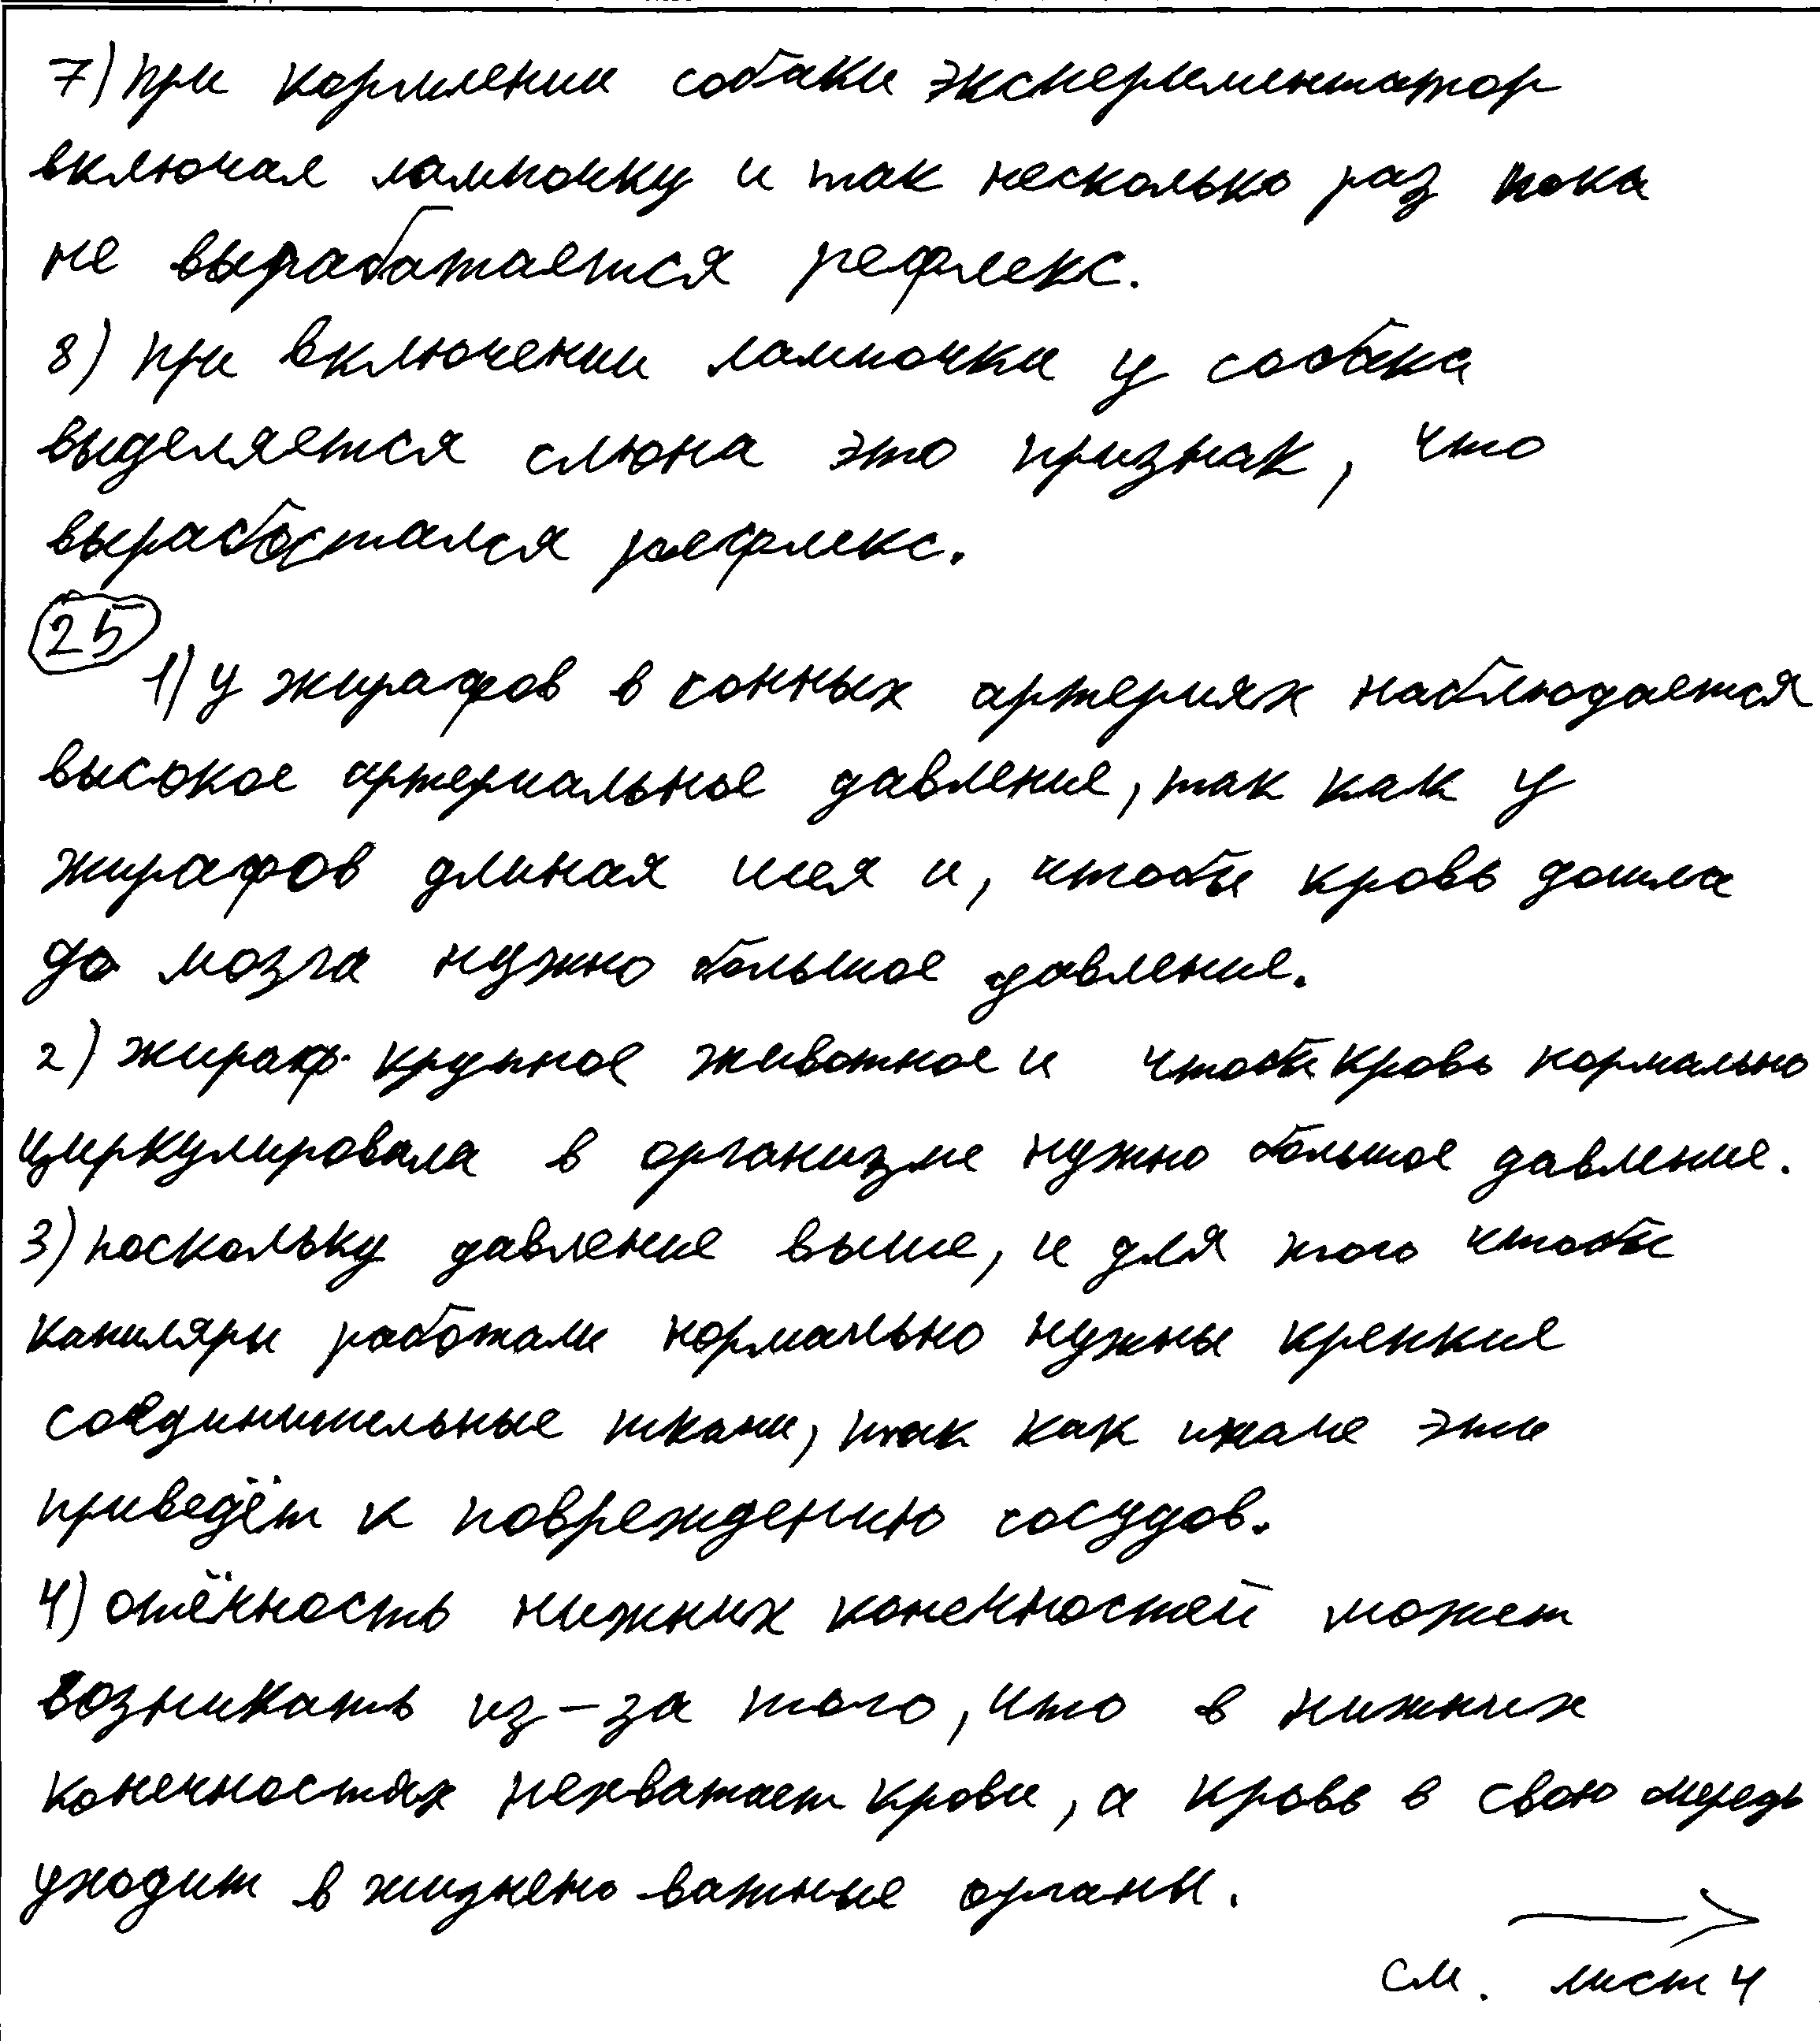 7) при кормлении собаки экспериментатор
включал лампочку и так несколько раз пока
не выработается рефлекс.
8) при включении лампочки у собаки
выделяется слюна это признак, что
выработался рефлекс.
25
1) у жирафов в сонных артериях наблюдается
высокое артериальное давление, так как у
жирафов длиная шея и, чтобы кровь дошла
до мозга нужно большое давление.
2) жираф крупное животное и чтобы кровь нормально
циркулировала в организме нужно большое давление.
3) поскольку давление выше, и для того чтобы
капиляры работали нормально нужны крепкие
соединительные ткани, так как иначе это
приведёт к повреждению сосудов.
4) отёчность нижних конечностей может
возникать из-за того, что в нижних
конечностях нехватает крови, а кровь в свою очередь
уходит в жизнено-важные органы.
см. лист 4